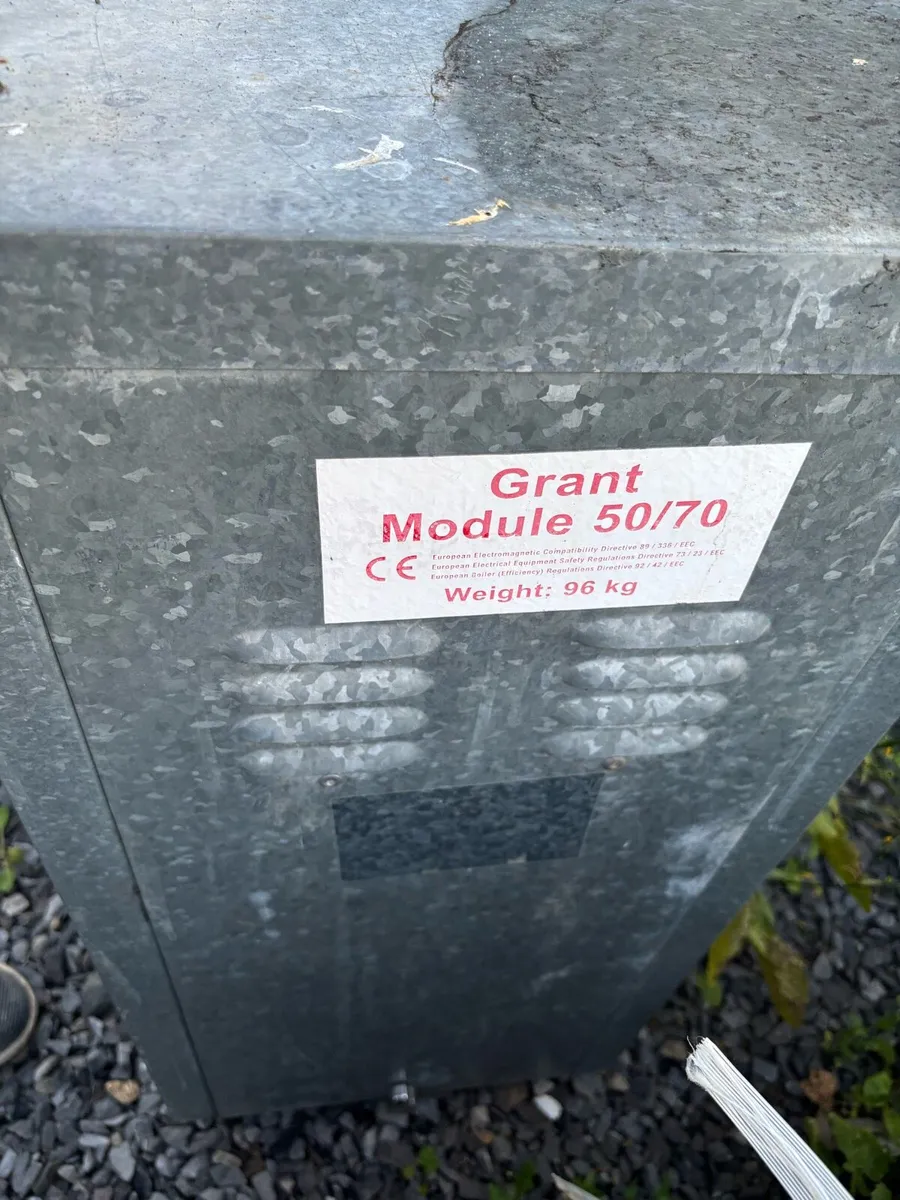 Grant
Module 50/70
CE
European Electromagnetic Compatibility Directive 89 / 336 / EEC
European Electrical Equipment Safety Regulations Directive 73 / 23 / EEC
European Boiler (Efficiency) Regulations Directive 92 / 42 / EEC
Weight: 96 kg